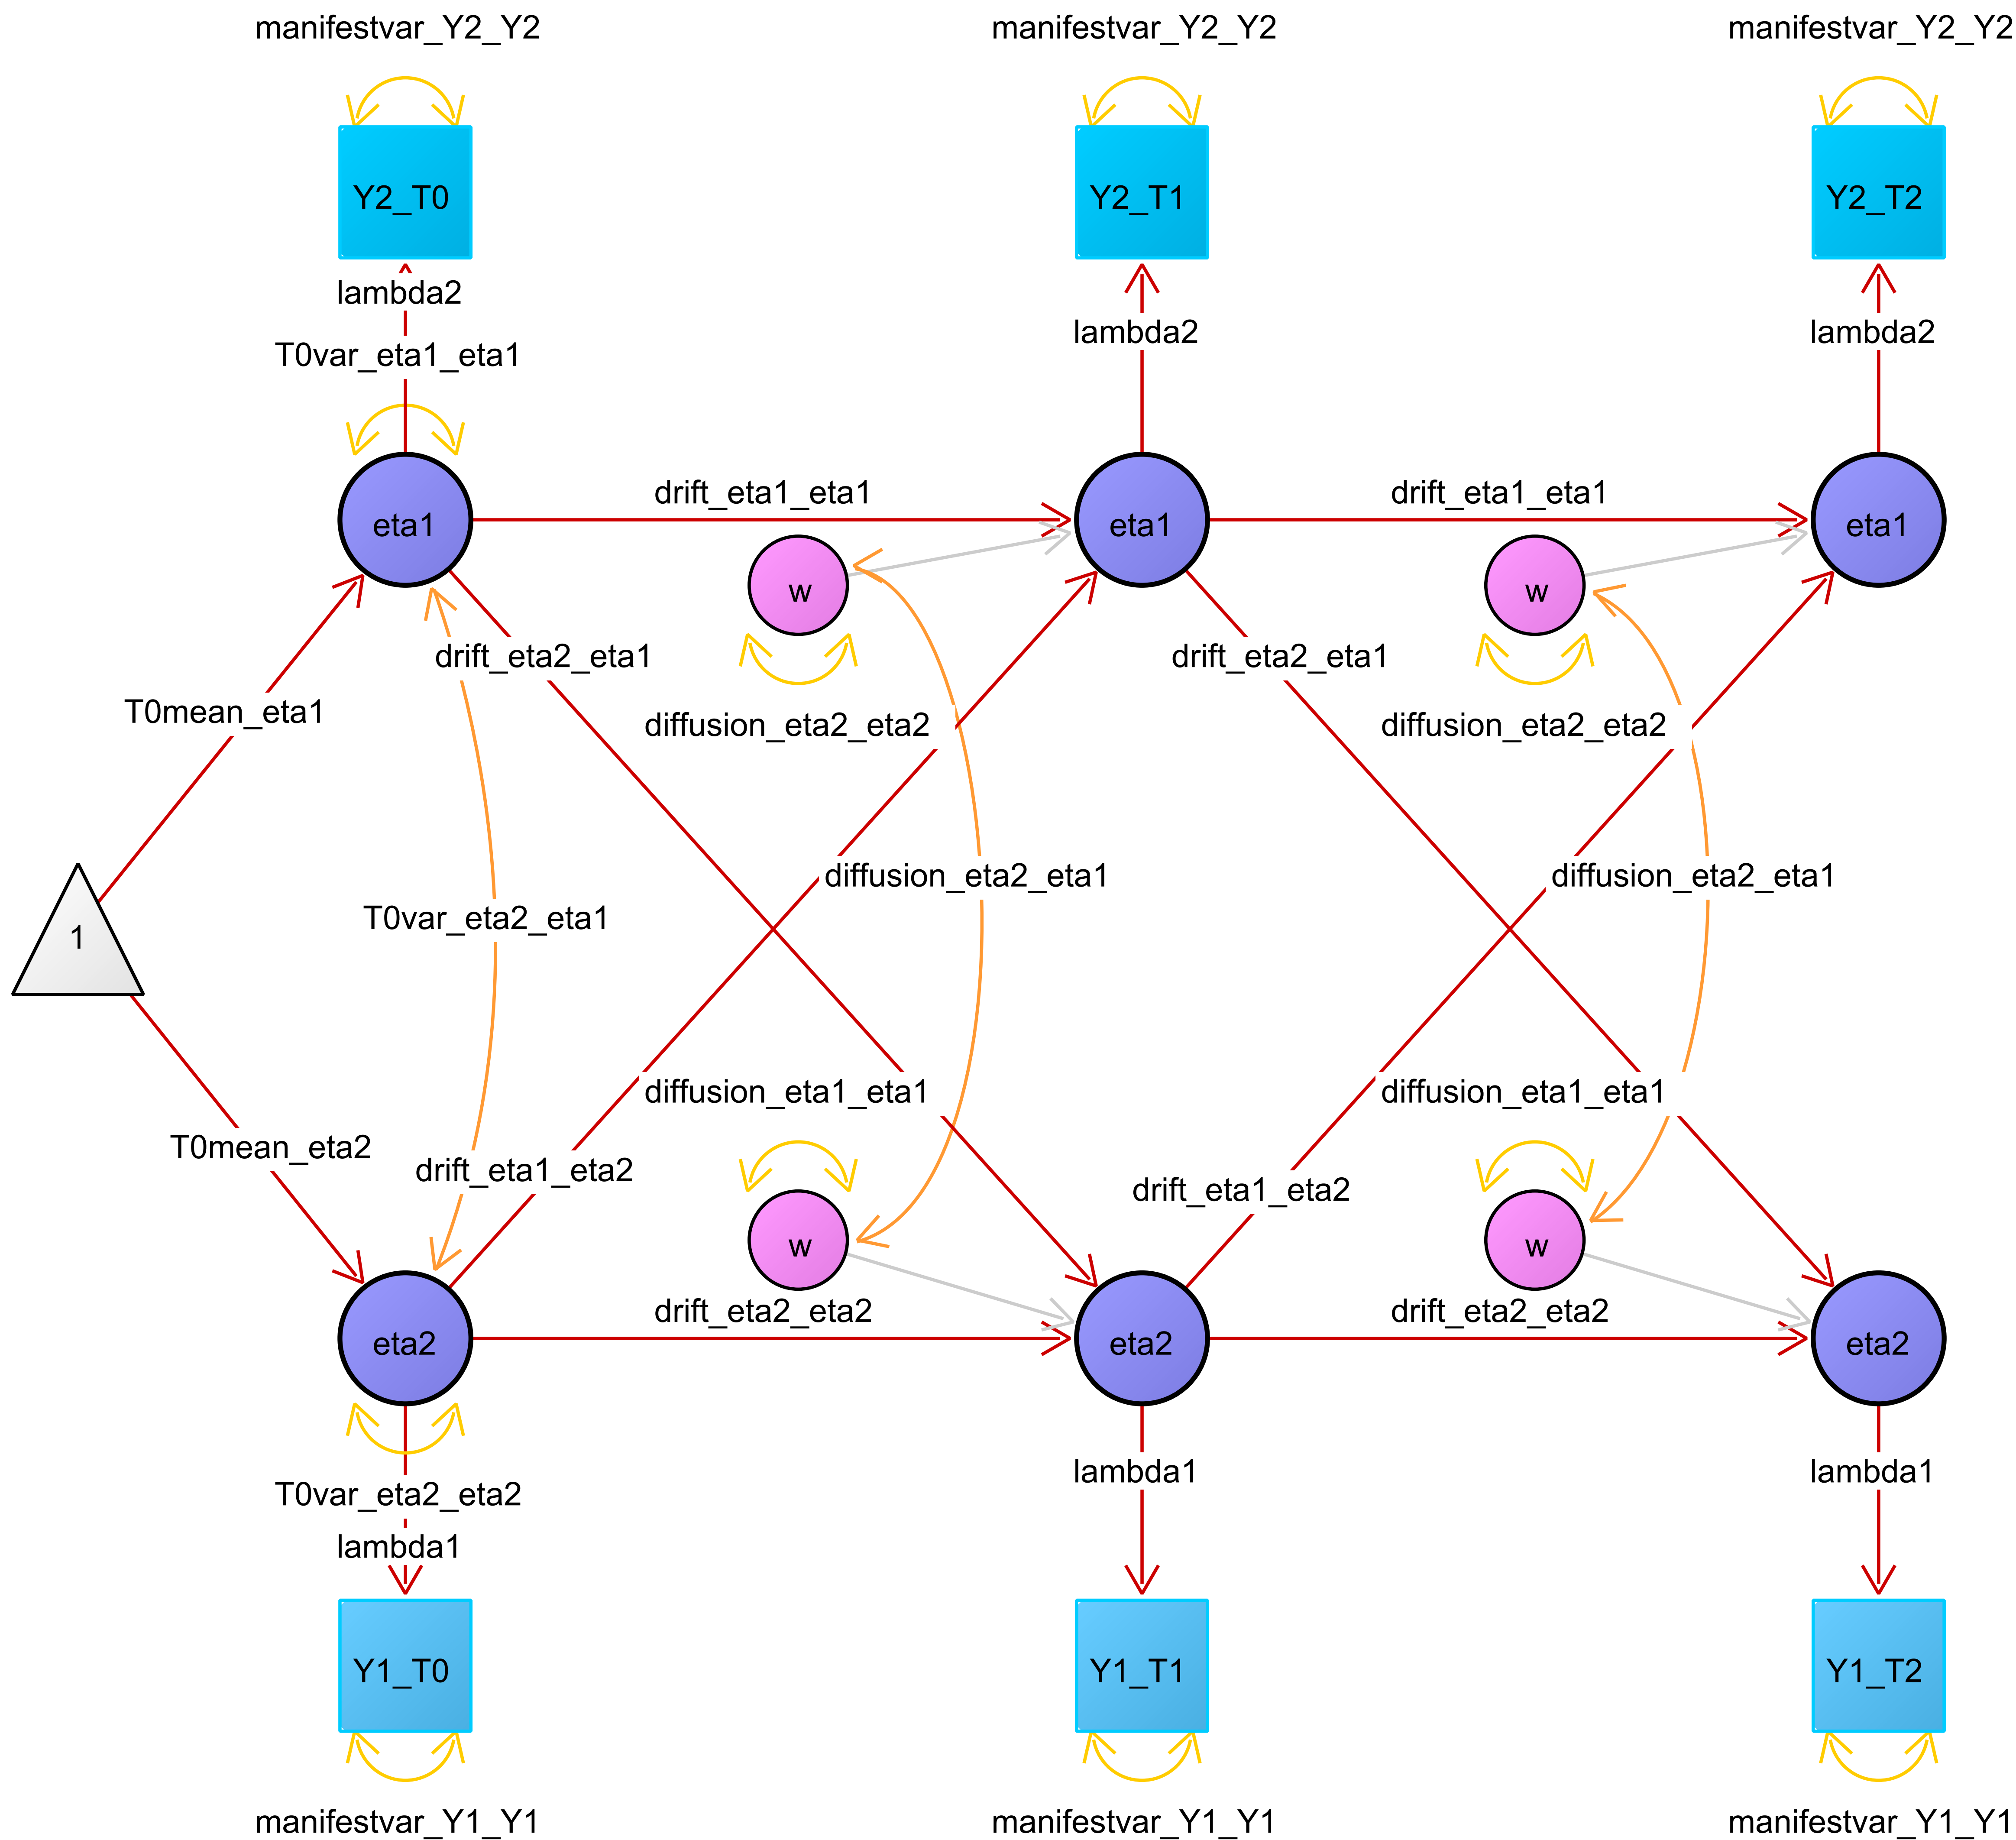 manifestvar_Y2_Y2
manifestvar_Y2_Y2
manifestvar_Y2_Y2
Y2_T0
Y2_T1
Y2_T2
lambda2
lambda2
lambda2
T0var_eta1_eta1
drift_eta1_eta1
drift_eta1_eta1
eta1
eta1
eta1
w
w
drift_eta2_eta1
drift_eta2_eta1
T0mean_eta1
diffusion_eta2_eta2
diffusion_eta2_eta2
diffusion_eta2_eta1
diffusion_eta2_eta1
T0var_eta2_eta1
1
diffusion_eta1_eta1
diffusion_eta1_eta1
T0mean_eta2
drift_eta1_eta2
drift_eta1_eta2
w
w
drift_eta2_eta2
drift_eta2_eta2
eta2
eta2
eta2
lambda1
lambda1
T0var_eta2_eta2
lambda1
Y1_T0
Y1_T1
Y1_T2
manifestvar_Y1_Y1
manifestvar_Y1_Y1
manifestvar_Y1_Y1